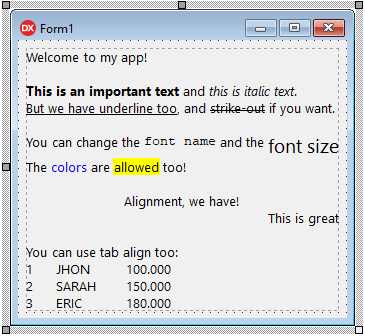 DX Form1
Welcome to my app!
This is an important text and this is italic text.
But we have underline too, and strike-out if you want.
You can change the font name and the font size
The colors are allowed too!
Alignment, we have!
This is great
You can use tab align too:
1 JHON 100.000
2 SARAH 150.000
3 ERIC 180.000